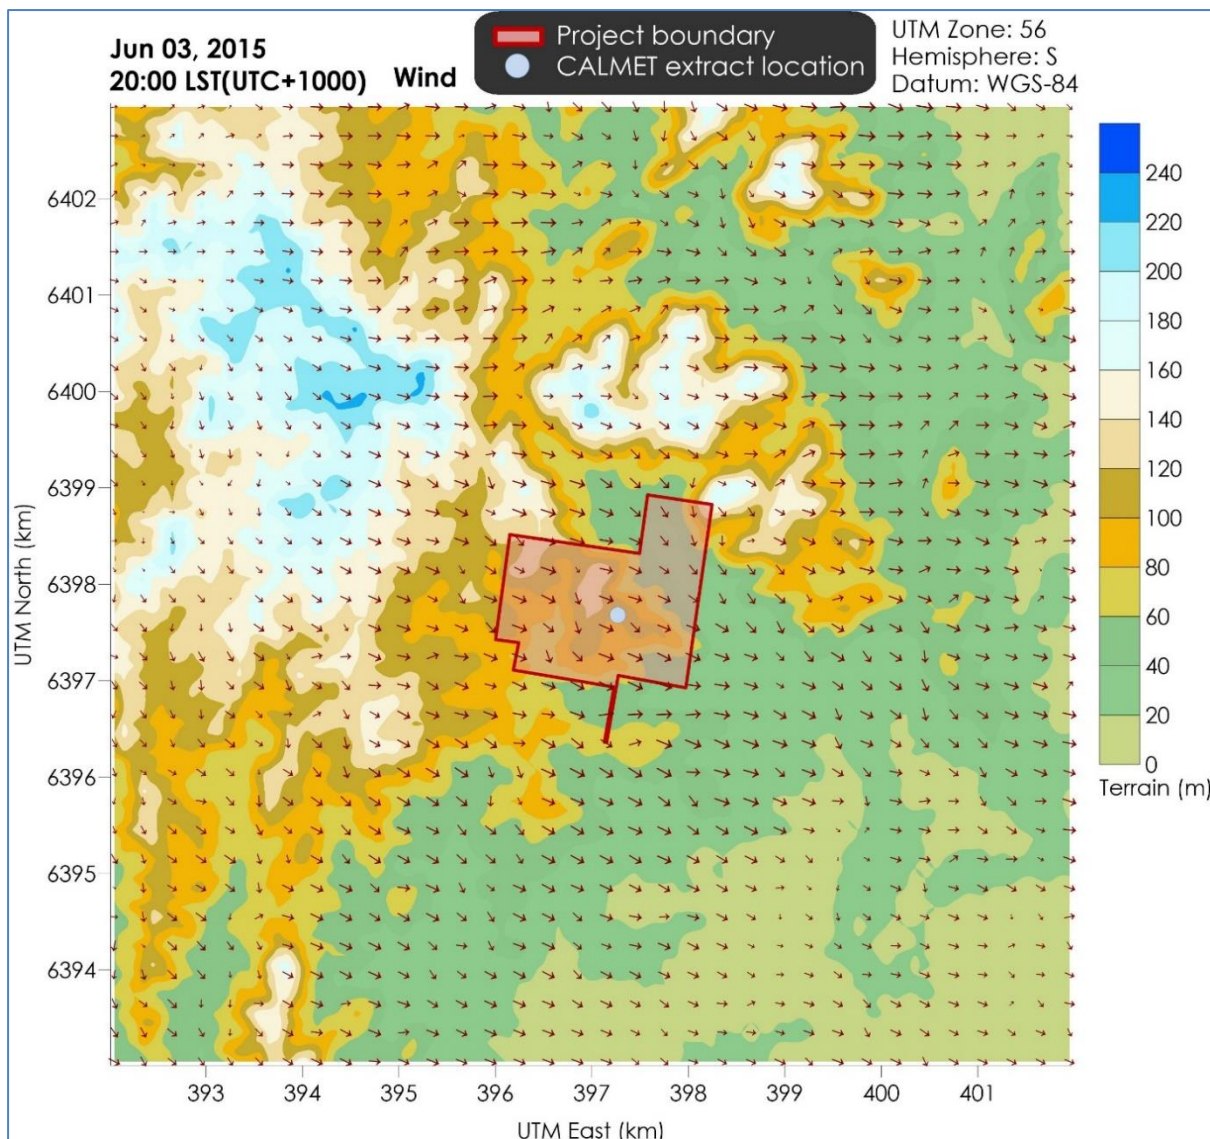 Jun 03, 2015
20:00 LST(UTC+1000) Wind
Project boundary
CALMET extract location
UTM Zone: 56
Hemisphere: S
Datum: WGS-84
6402
6401
6400
6399
6398
6397
6396
6395
6394
UTM North (km)
393 394 395 396 397 398 399 400 401
UTM East (km)
240
220
200
180
160
140
120
100
80
60
40
20
0
Terrain (m)